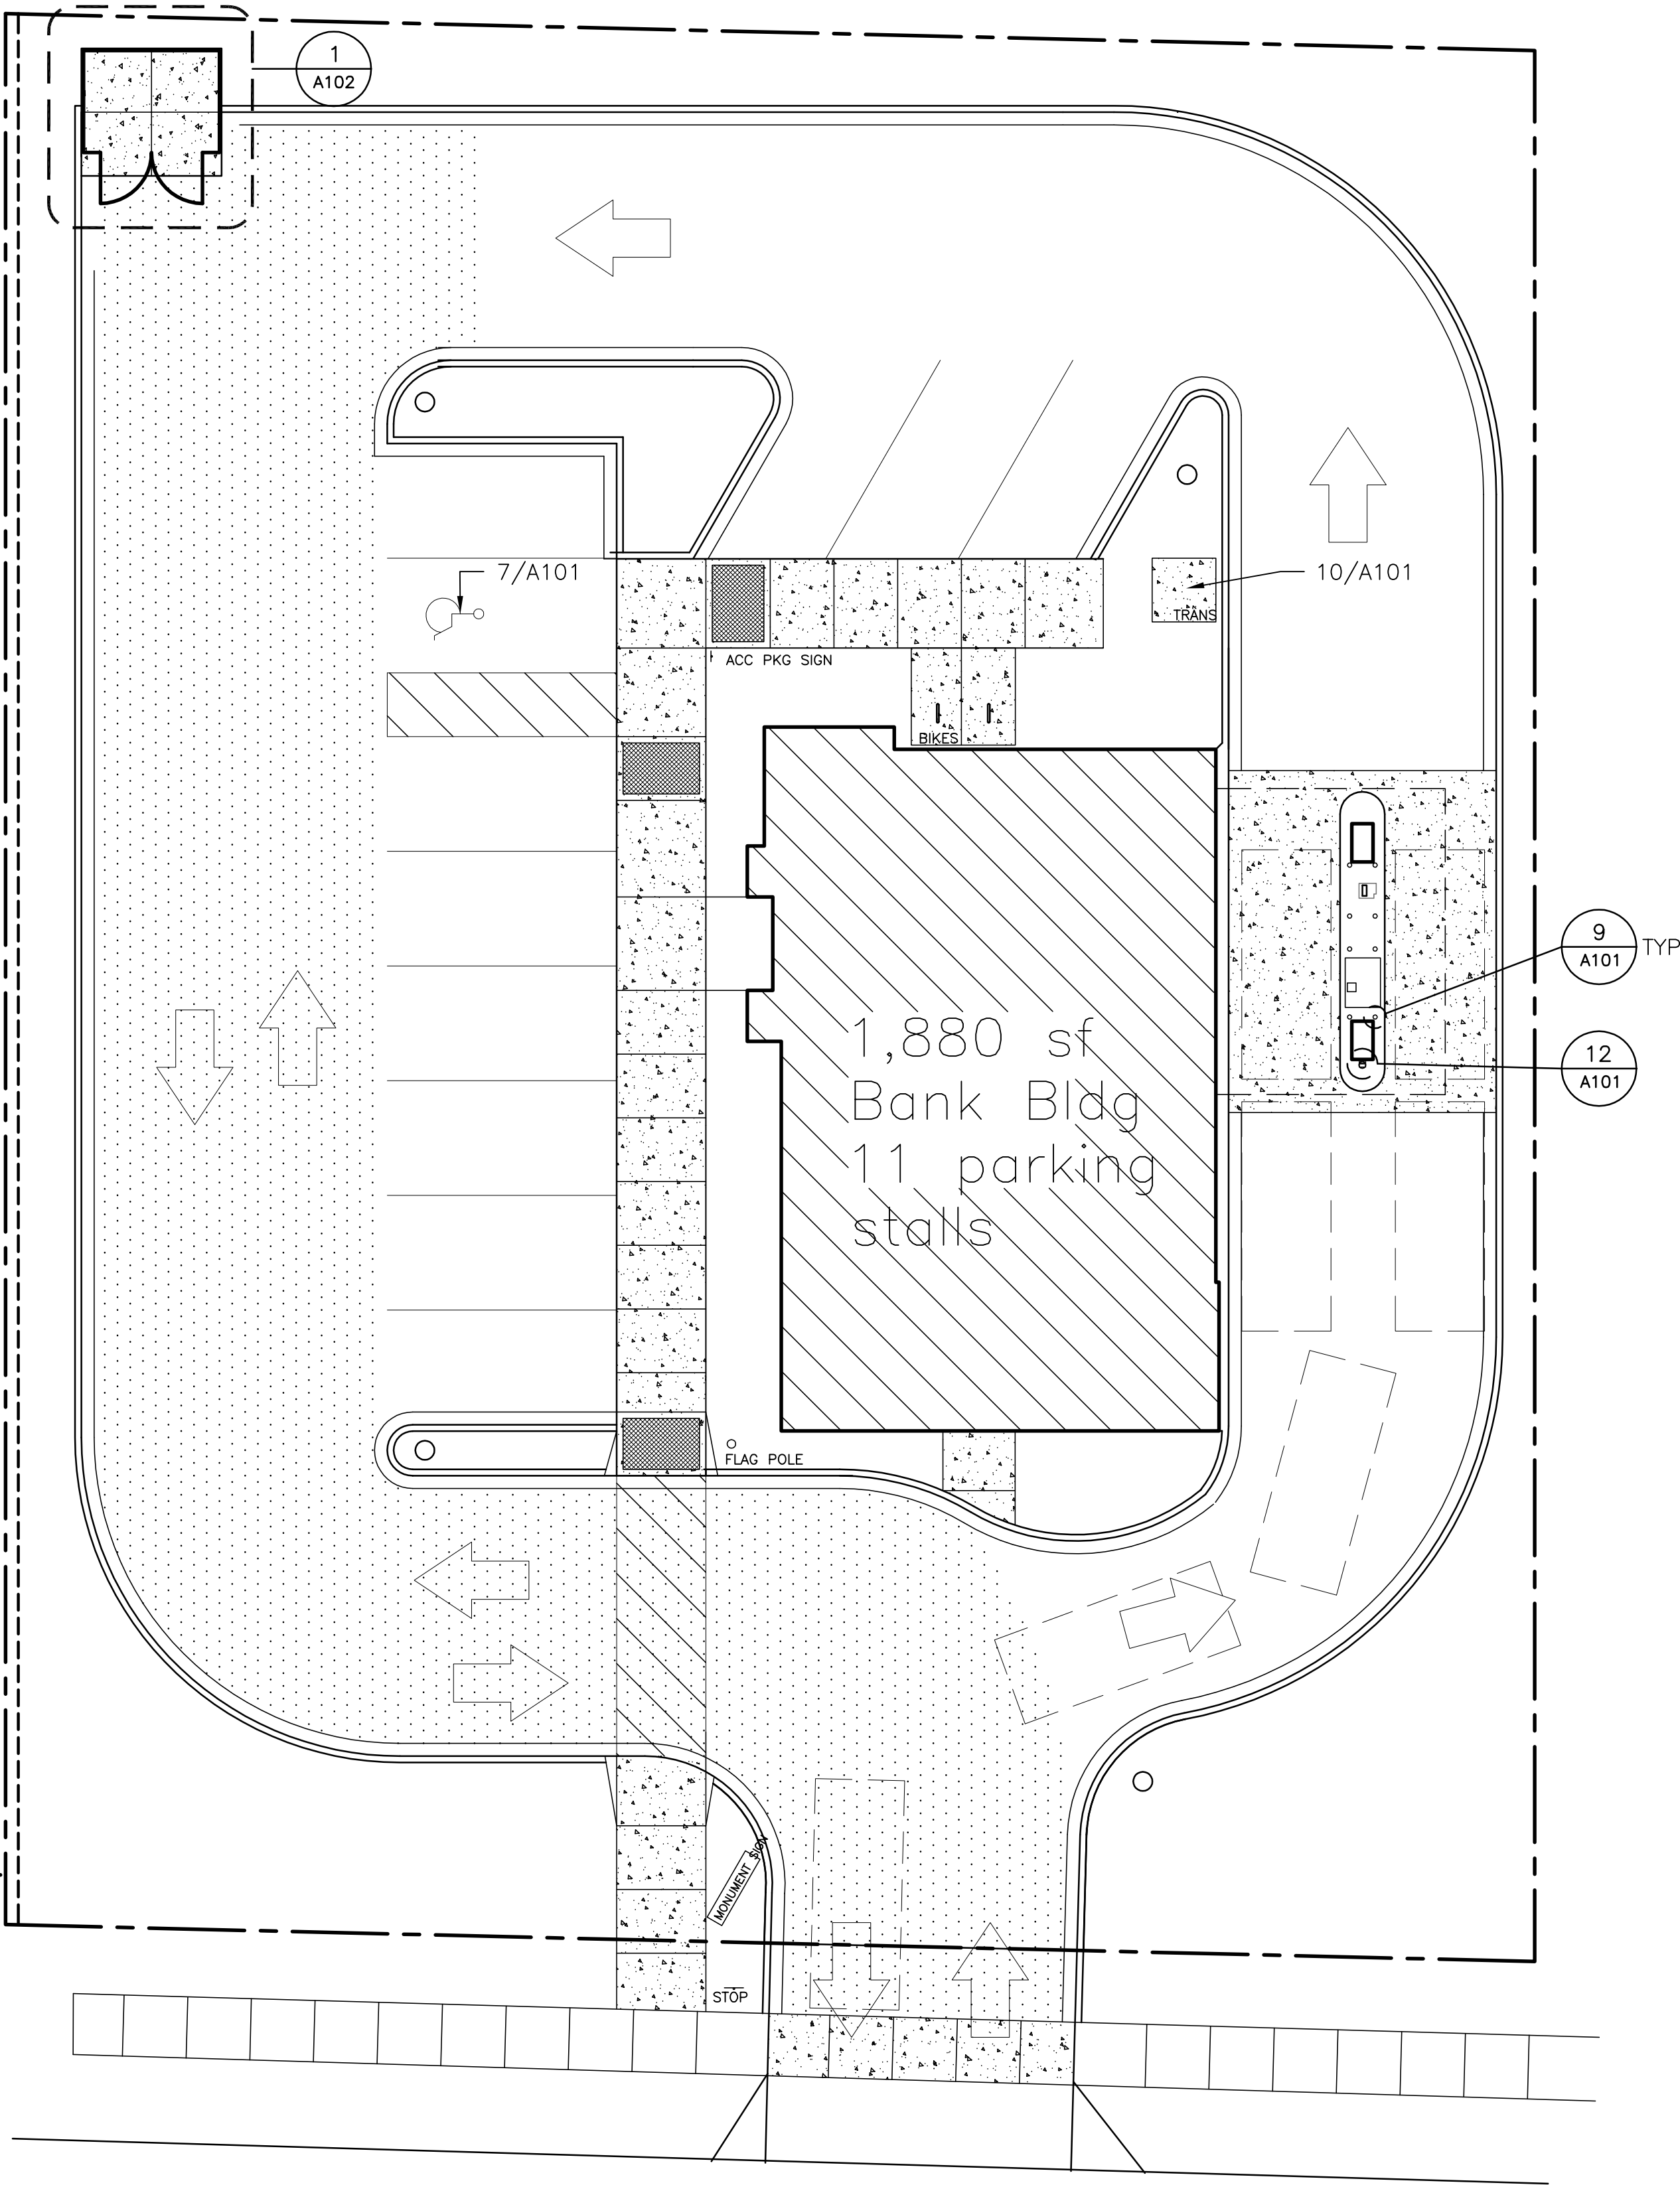 1
A102
7/A101
10/A101
TRANS
ACC PKG SIGN
BIKES
9
A101
TYP
12
A101
1,880 sf
Bank Bldg
11 parking
stalls
FLAG POLE
MONUMENT SIGN
STOP